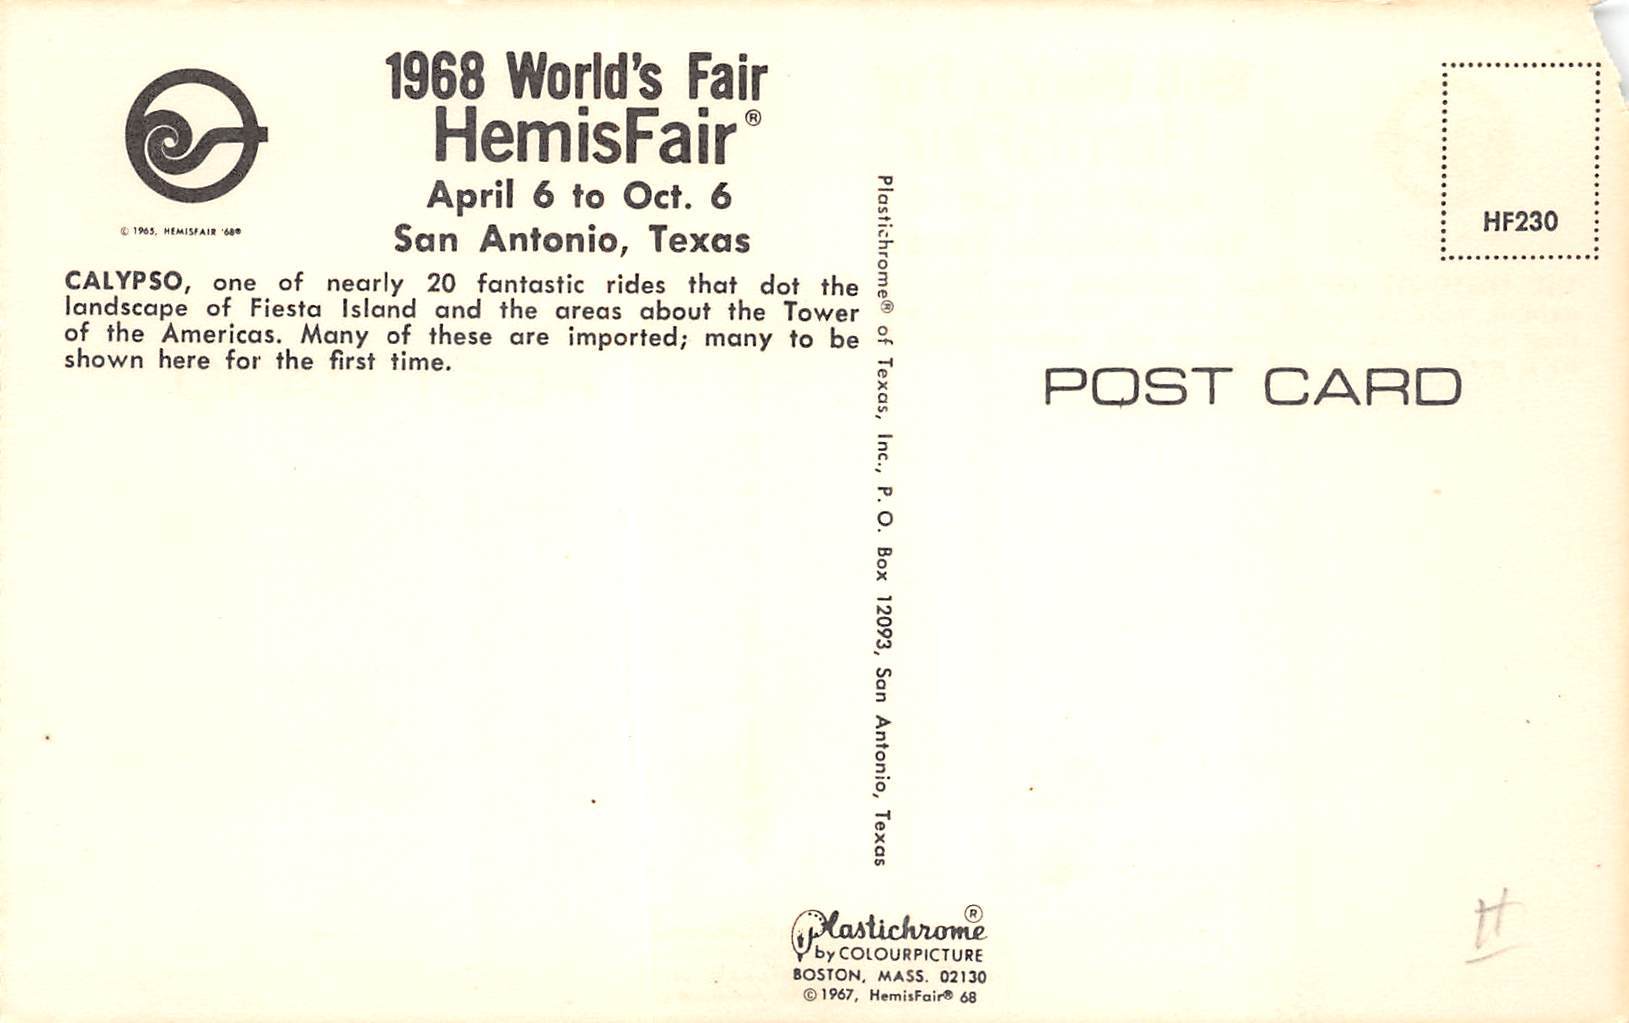 1968 World's Fair
HemisFair®
April 6 to Oct. 6
San Antonio, Texas
© 1965, HEMISFAIR '68®
CALYPSO, one of nearly 20 fantastic rides that dot the
landscape of Fiesta Island and the areas about the Tower
of the Americas. Many of these are imported; many to be
shown here for the first time.
Plastichrome® of Texas, Inc., P. O. Box 12093, San Antonio, Texas
HF230
POST CARD
Plastichrome®
by COLOURPICTURE
BOSTON, MASS. 02130
© 1967, HemisFair® 68